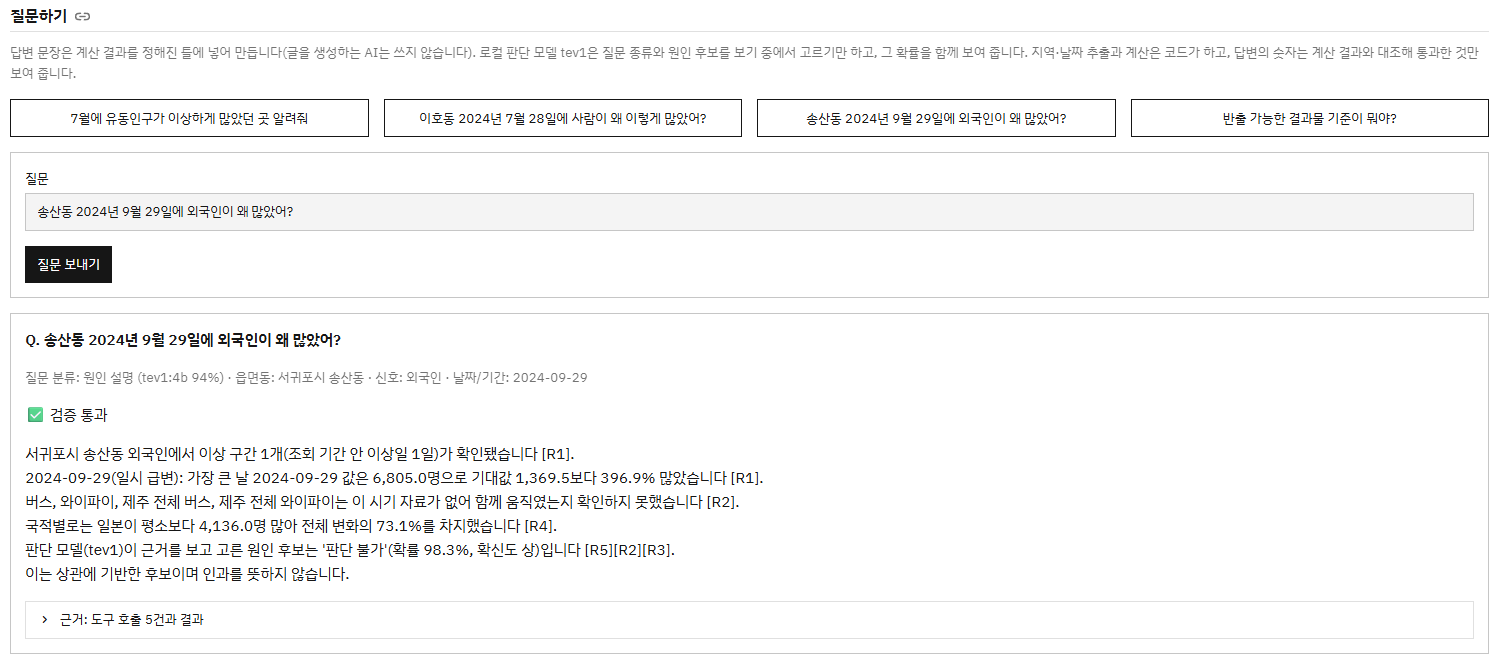 질문하기
답변 문장은 계산 결과를 정해진 틀에 넣어 만듭니다(글을 생성하는 AI는 쓰지 않습니다). 로컬 판단 모델 tev1은 질문 종류와 원인 후보를 보기 중에서 고르기만 하고, 그 확률을 함께 보여 줍니다. 지역·날짜 추출과 계산은 코드가 하고, 답변의 숫자는 계산 결과와 대조해 통과한 것만
보여 줍니다.
7월에 유동인구가 이상하게 많았던 곳 알려줘
이호동 2024년 7월 28일에 사람이 왜 이렇게 많았어?
송산동 2024년 9월 29일에 외국인이 왜 많았어?
반출 가능한 결과물 기준이 뭐야?
질문
송산동 2024년 9월 29일에 외국인이 왜 많았어?
질문 보내기
Q. 송산동 2024년 9월 29일에 외국인이 왜 많았어?
질문 분류: 원인 설명 (tev1:4b 94%) · 읍면동: 서귀포시 송산동 · 신호: 외국인 · 날짜/기간: 2024-09-29
검증 통과
서귀포시 송산동 외국인에서 이상 구간 1개(조회 기간 안 이상일 1일)가 확인됐습니다 [R1].
2024-09-29(일시 급변): 가장 큰 날 2024-09-29 값은 6,805.0명으로 기대값 1,369.5보다 396.9% 많았습니다 [R1].
버스, 와이파이, 제주 전체 버스, 제주 전체 와이파이는 이 시기 자료가 없어 함께 움직였는지 확인하지 못했습니다 [R2].
국적별로는 일본이 평소보다 4,136.0명 많아 전체 변화의 73.1%를 차지했습니다 [R4].
판단 모델(tev1)이 근거를 보고 고른 원인 후보는 '판단 불가'(확률 98.3%, 확신도 상)입니다 [R5][R2][R3].
이는 상관에 기반한 후보이며 인과를 뜻하지 않습니다.
근거: 도구 호출 5건과 결과